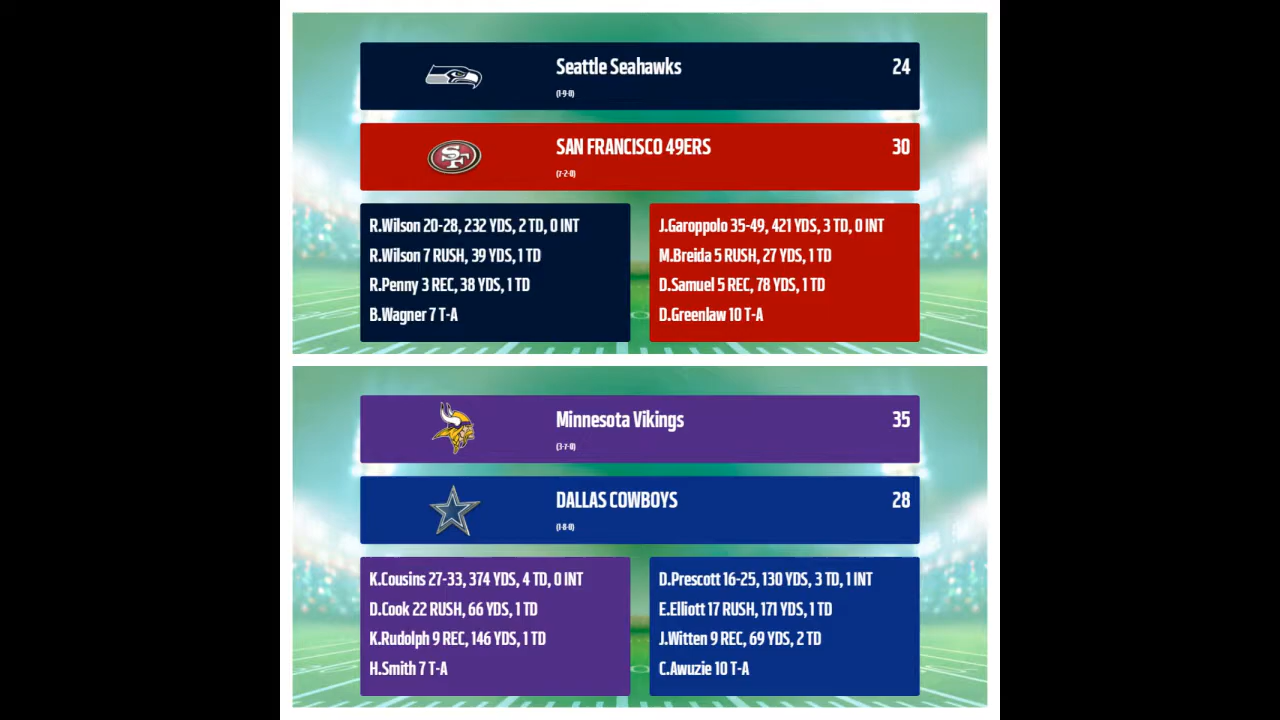 Seattle Seahawks 24
(1-9-0)
SAN FRANCISCO 49ERS 30
(7-2-0)
R.Wilson 20-28, 232 YDS, 2 TD, 0 INT
R.Wilson 7 RUSH, 39 YDS, 1 TD
R.Penny 3 REC, 38 YDS, 1 TD
B.Wagner 7 T-A
J.Garoppolo 35-49, 421 YDS, 3 TD, 0 INT
M.Breida 5 RUSH, 27 YDS, 1 TD
D.Samuel 5 REC, 78 YDS, 1 TD
D.Greenlaw 10 T-A
Minnesota Vikings 35
(3-7-0)
DALLAS COWBOYS 28
(1-8-0)
K.Cousins 27-33, 374 YDS, 4 TD, 0 INT
D.Cook 22 RUSH, 66 YDS, 1 TD
K.Rudolph 9 REC, 146 YDS, 1 TD
H.Smith 7 T-A
D.Prescott 16-25, 130 YDS, 3 TD, 1 INT
E.Elliott 17 RUSH, 171 YDS, 1 TD
J.Witten 9 REC, 69 YDS, 2 TD
C.Awuzie 10 T-A